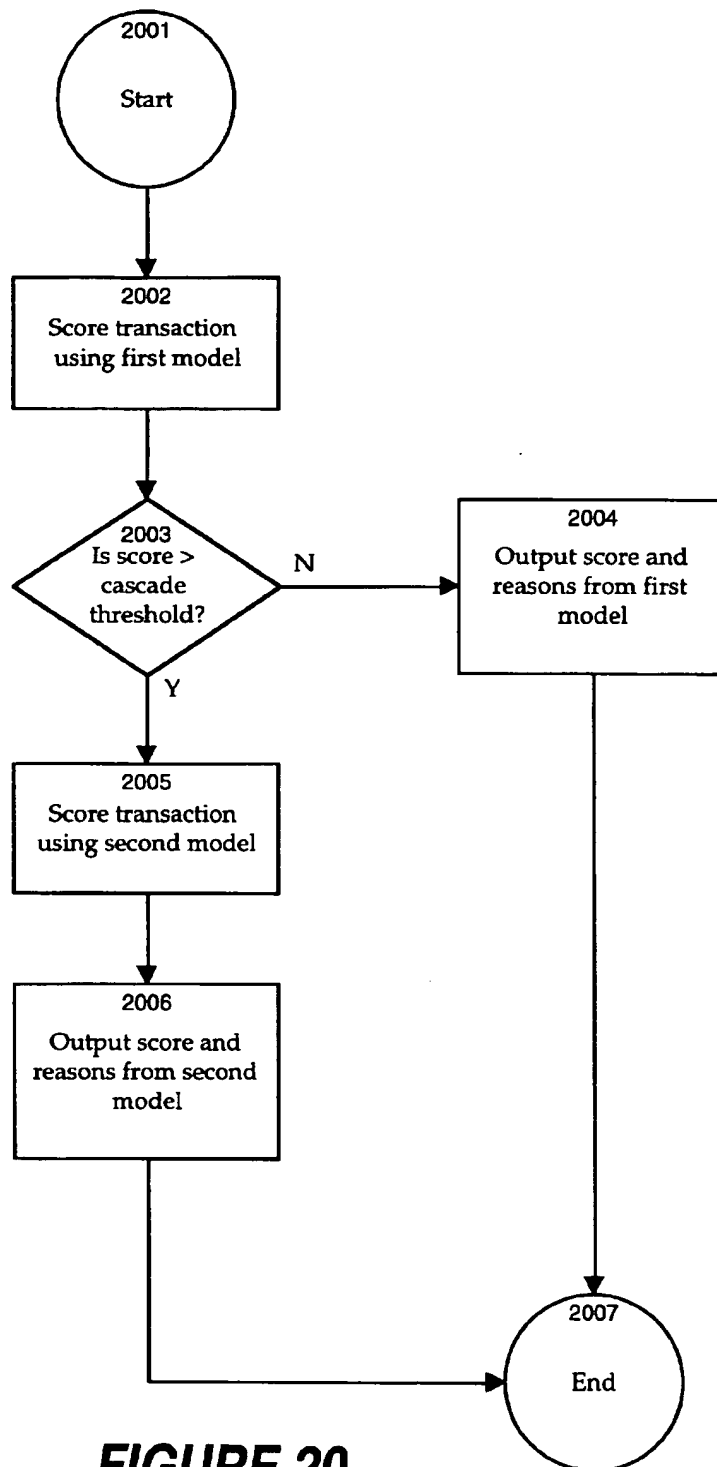 2001
Start
2002
Score transaction
using first model
2003
Is score >
cascade
threshold?
N
Y
2004
Output score and
reasons from first
model
2005
Score transaction
using second model
2006
Output score and
reasons from second
model
2007
End
FIGURE 20